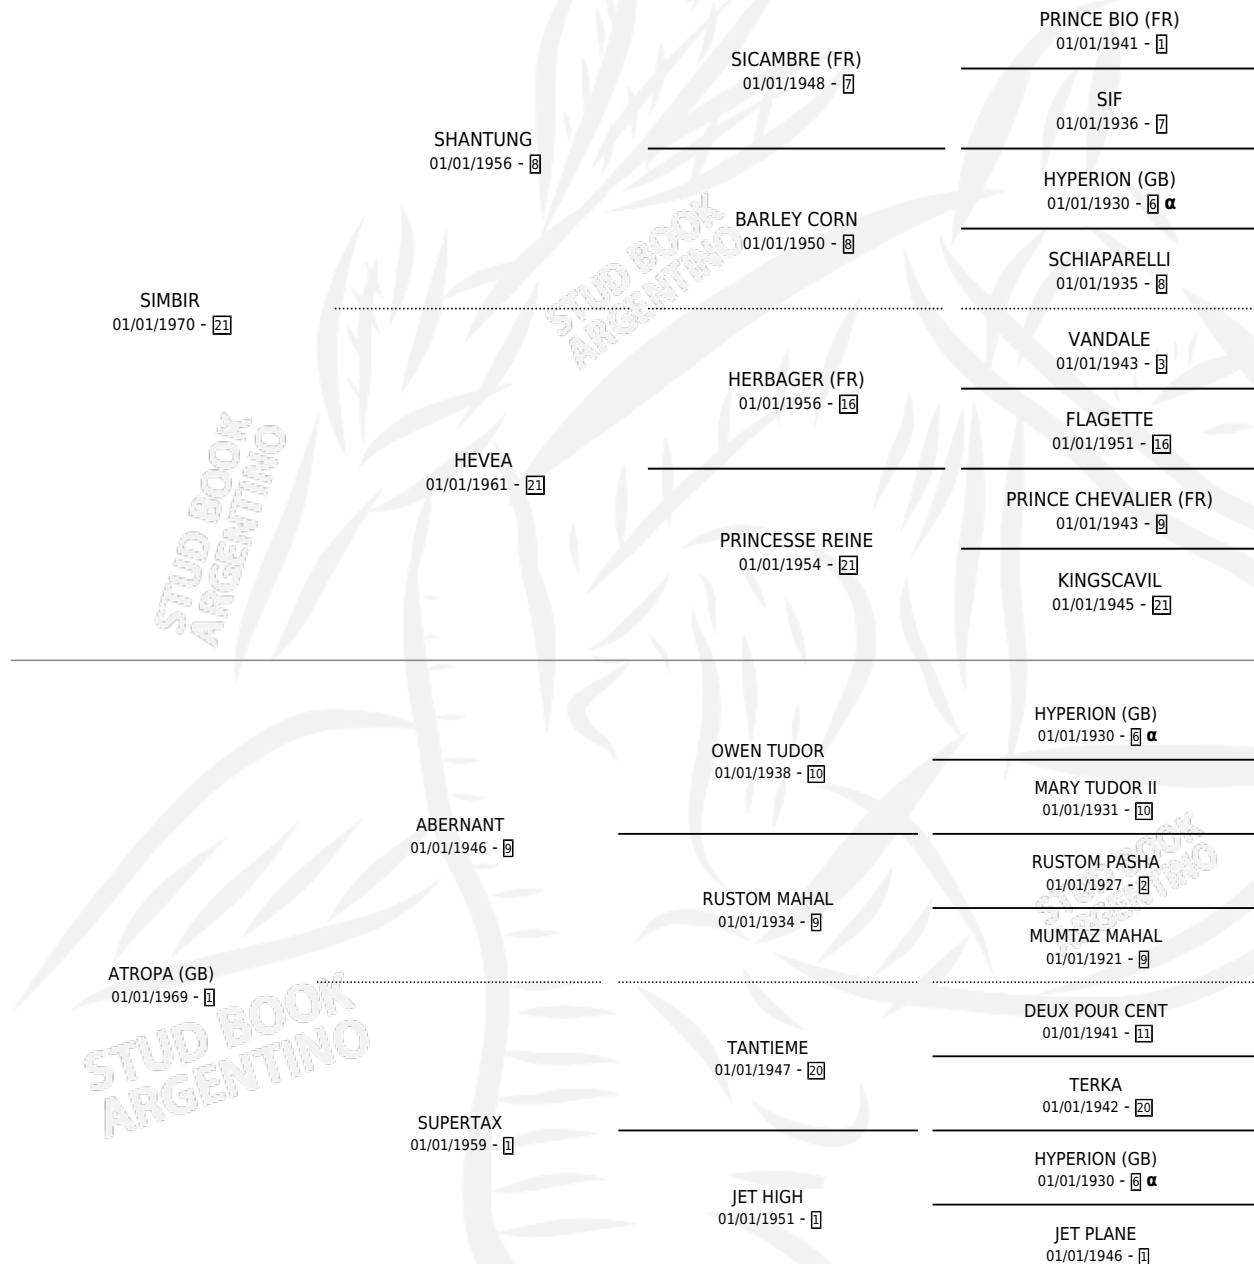 PRINCE BIO (FR)
01/01/1941 - 1
SICAMBRE (FR)
01/01/1948 - 7
SIF
01/01/1936 - 7
SHANTUNG
01/01/1956 - 8
HYPERION (GB)
01/01/1930 - 6 α
BARLEY CORN
01/01/1950 - 8
SCHIAPARELLI
01/01/1935 - 8
SIMBIR
01/01/1970 - 21
VANDALE
01/01/1943 - 3
HERBAGER (FR)
01/01/1956 - 16
FLAGETTE
01/01/1951 - 16
HEVEA
01/01/1961 - 21
PRINCE CHEVALIER (FR)
01/01/1943 - 9
PRINCESSE REINE
01/01/1954 - 21
KINGSCAVIL
01/01/1945 - 21
HYPERION (GB)
01/01/1930 - 6 α
OWEN TUDOR
01/01/1938 - 10
MARY TUDOR II
01/01/1931 - 10
ABERNANT
01/01/1946 - 9
RUSTOM PASHA
01/01/1927 - 2
RUSTOM MAHAL
01/01/1934 - 9
MUMTAZ MAHAL
01/01/1921 - 9
ATROPA (GB)
01/01/1969 - 1
DEUX POUR CENT
01/01/1941 - 11
TANTIEME
01/01/1947 - 20
TERKA
01/01/1942 - 20
SUPERTAX
01/01/1959 - 1
HYPERION (GB)
01/01/1930 - 6 α
JET HIGH
01/01/1951 - 1
JET PLANE
01/01/1946 - 1
STUD BOOK
ARGENTINO
STUD BOOK
ARGENTINO
STUD BOOK
ARGENTINO
STUD BOOK
ARGENTINO